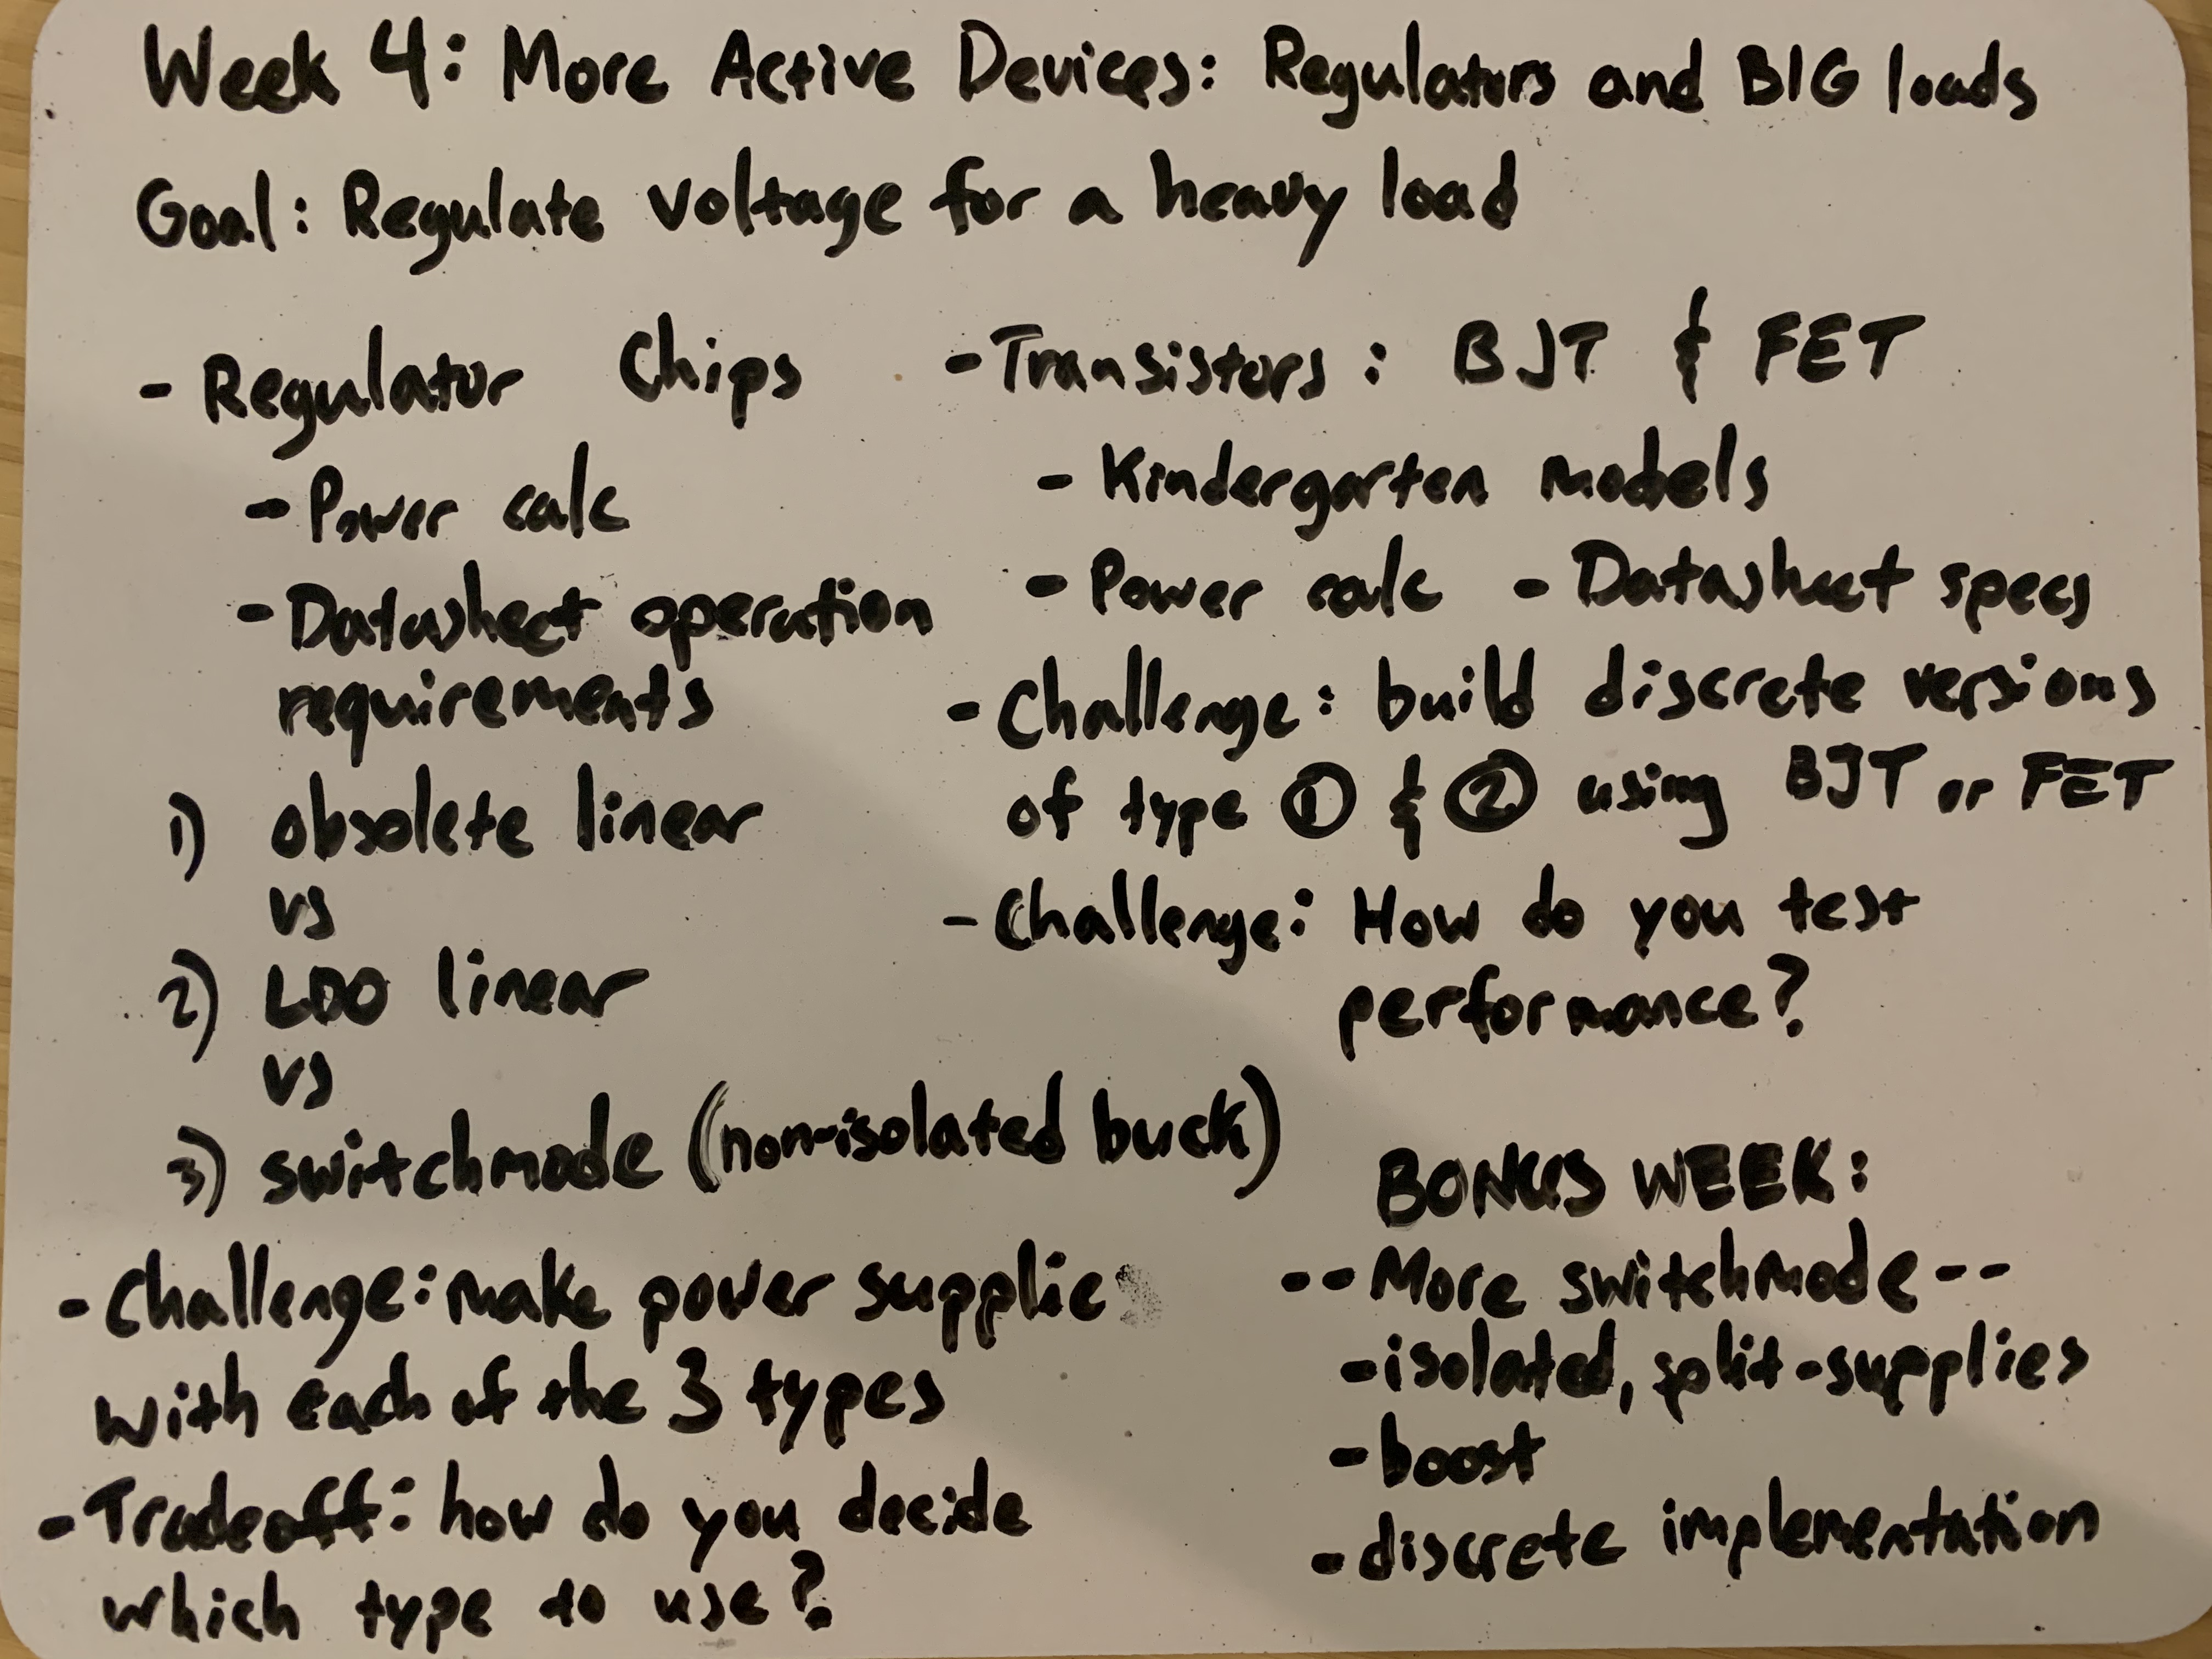 Week 4: More Active Devices: Regulators and BIG loads
Goal: Regulate voltage for a heavy load
- Regulator Chips
- Power calc
- Datasheet operation
requirements
1) obsolete linear
vs
2) LDO linear
vs
3) switchmode (non-isolated buck)
- Challenge: make power supplie
with each of the 3 types
- Tradeoff: how do you decide
which type to use?
- Transistors: BJT & FET
- Kindergarten models
- Power calc - Datasheet specs
- Challenge: build discrete versions
of type ① & ② using BJT or FET
- Challenge: How do you test
performance?
BONUS WEEK:
-- More switchmode --
- isolated, split-supplies
- boost
- discrete implementation